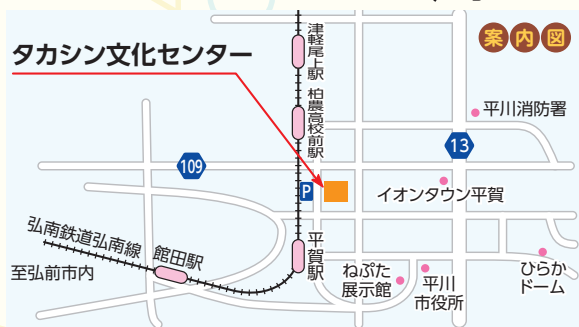 案内図
タカシン文化センター
津軽尾上駅
柏農高校前駅
平川消防署
13
109
P
イオンタウン平賀
弘南鉄道弘南線
館田駅
平賀駅
至弘前市内
ねぷた
展示館
平川
市役所
ひらか
ドーム